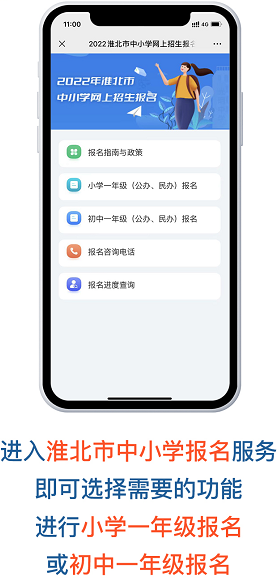 11:00
4G
2022淮北市中小学网上招生报名
2022年淮北市
中小学网上招生报名
报名指南与政策
小学一年级（公办、民办）报名
初中一年级（公办、民办）报名
报名咨询电话
报名进度查询
进入淮北市中小学报名服务
即可选择需要的功能
进行小学一年级报名
或初中一年级报名